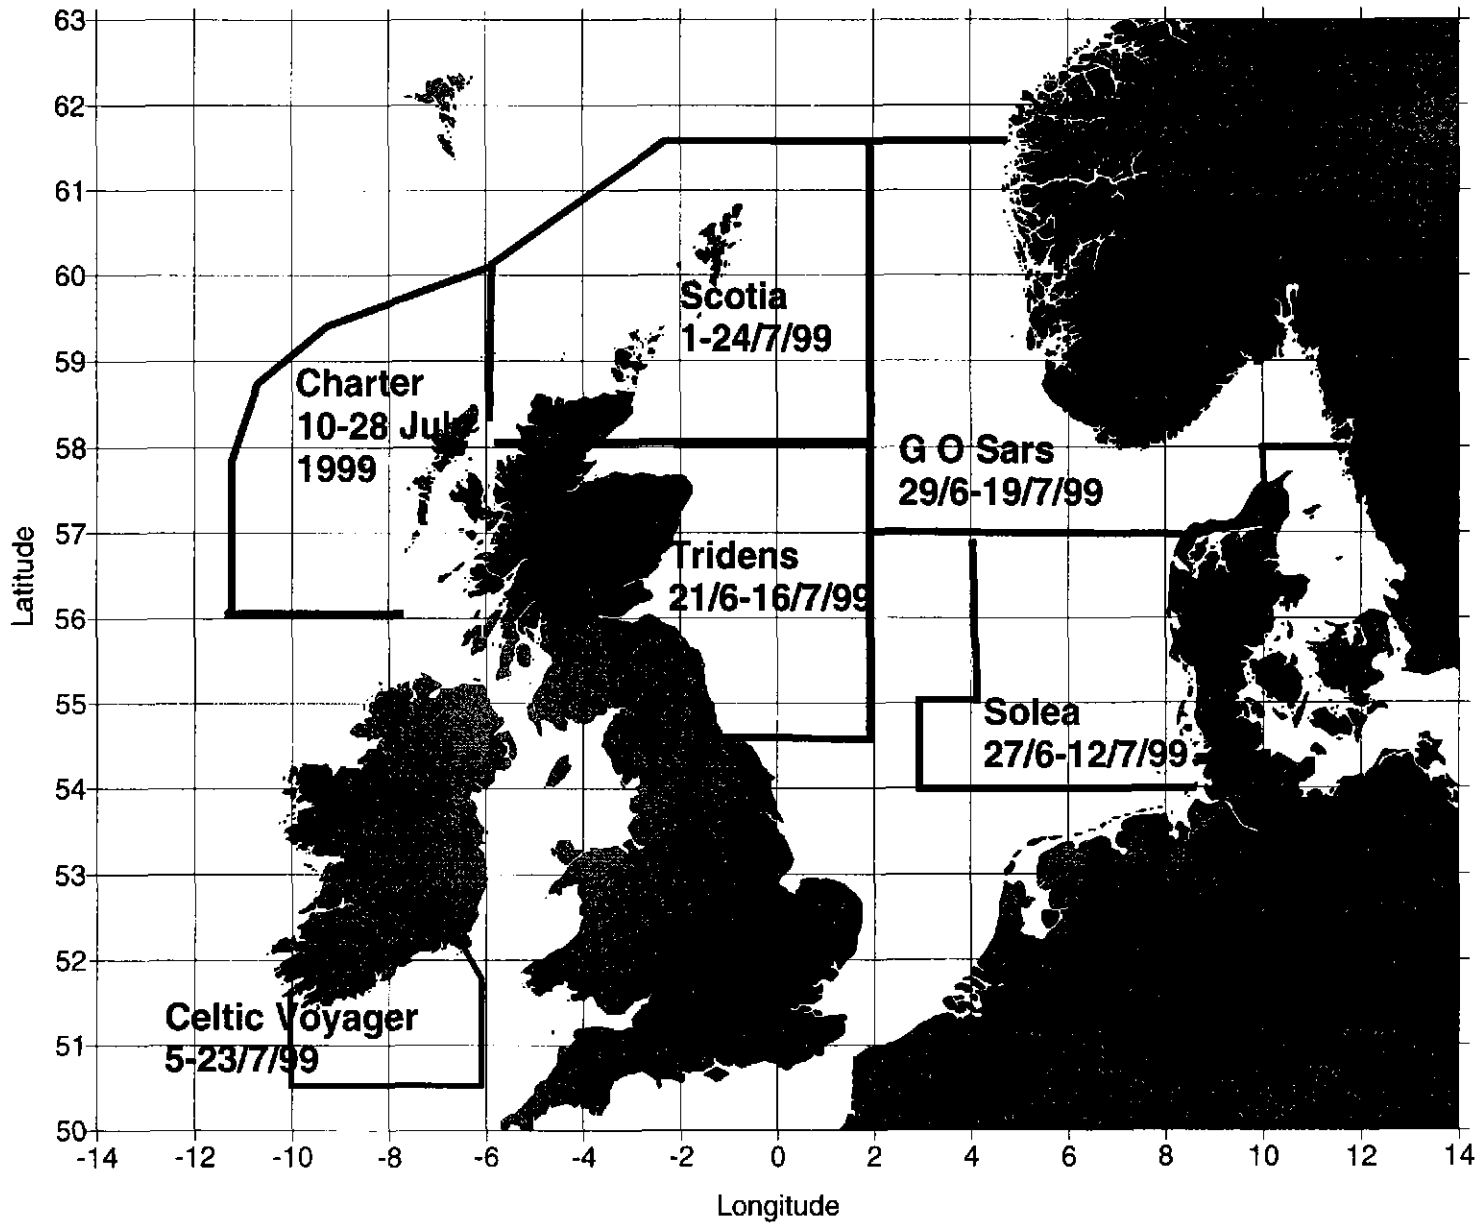 63
62
61
60
59
58
57
56
55
54
53
52
51
50
Latitude
Scotia
1-24/7/99
Charter
10-28 July
1999
G O Sars
29/6-19/7/99
Tridens
21/6-16/7/99
Solea
27/6-12/7/99
Celtic Voyager
5-23/7/99
-14 -12 -10 -8 -6 -4 -2 0 2 4 6 8 10 12 14
Longitude